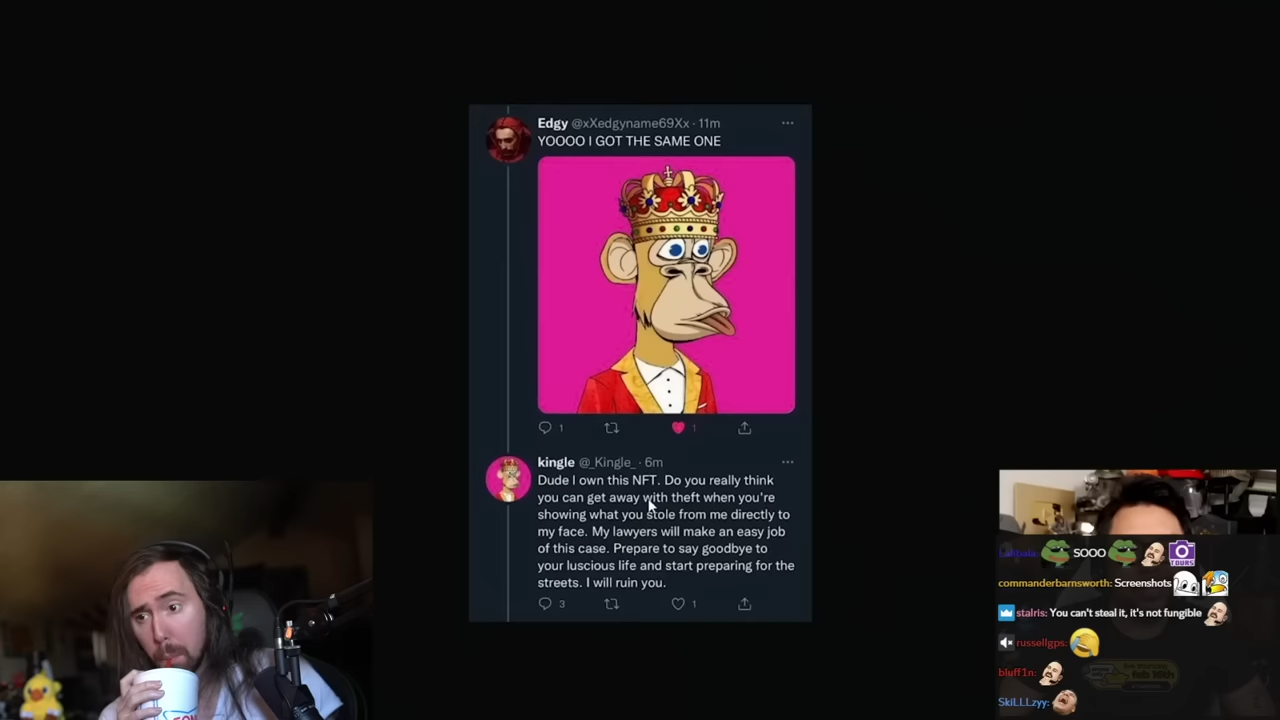 Edgy @xXedgyname69Xx · 11m
YOOOO I GOT THE SAME ONE
1
1
kingle @_Kingle_ · 6m
Dude I own this NFT. Do you really think
you can get away with theft when you're
showing what you stole from me directly to
my face. My lawyers will make an easy job
of this case. Prepare to say goodbye to
your luscious life and start preparing for the
streets. I will ruin you.
3
1
SOOO
TOURS
commanderbarnsworth: Screenshots
stalris: You can't steal it, it's not fungible
russellgps:
bluff1n:
feb 10th
SkiLLLzyy: